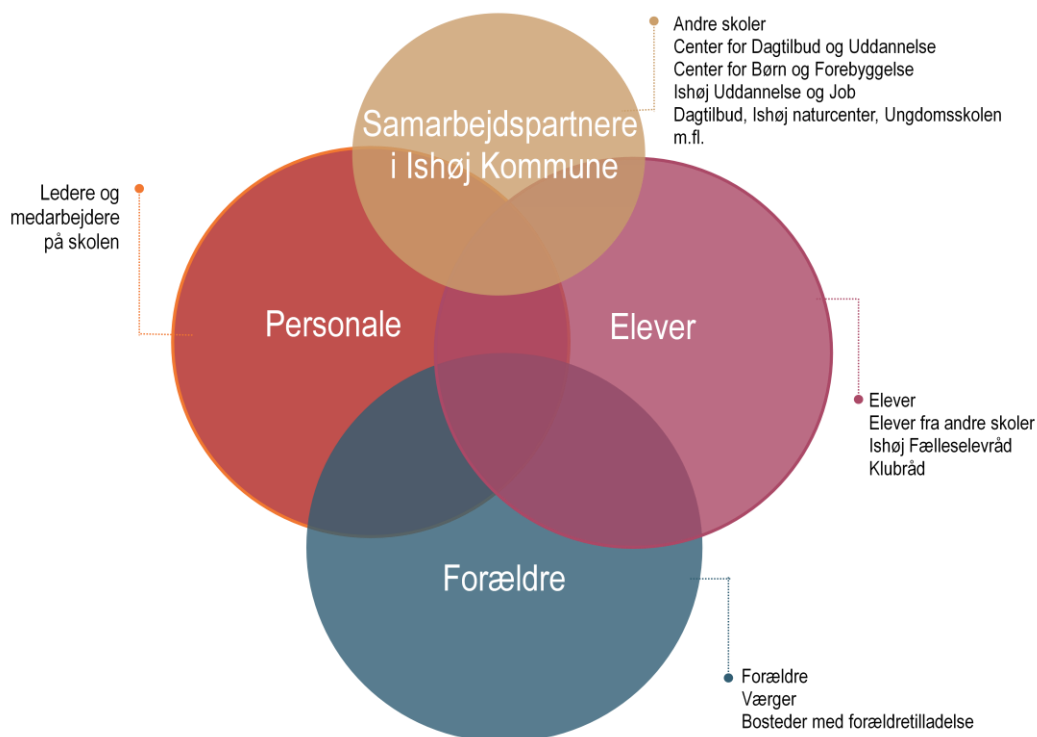 Andre skoler
Center for Dagtilbud og Uddannelse
Center for Børn og Forebyggelse
Ishøj Uddannelse og Job
Dagtilbud, Ishøj naturcenter, Ungdomsskolen
m.fl.
Samarbejdspartnere
i Ishøj Kommune
Ledere og
medarbejdere
på skolen
Personale
Elever
Elever
Elever fra andre skoler
Ishøj Fælleselevråd
Klubråd
Forældre
Forældre
Værger
Bosteder med forældretilladelse